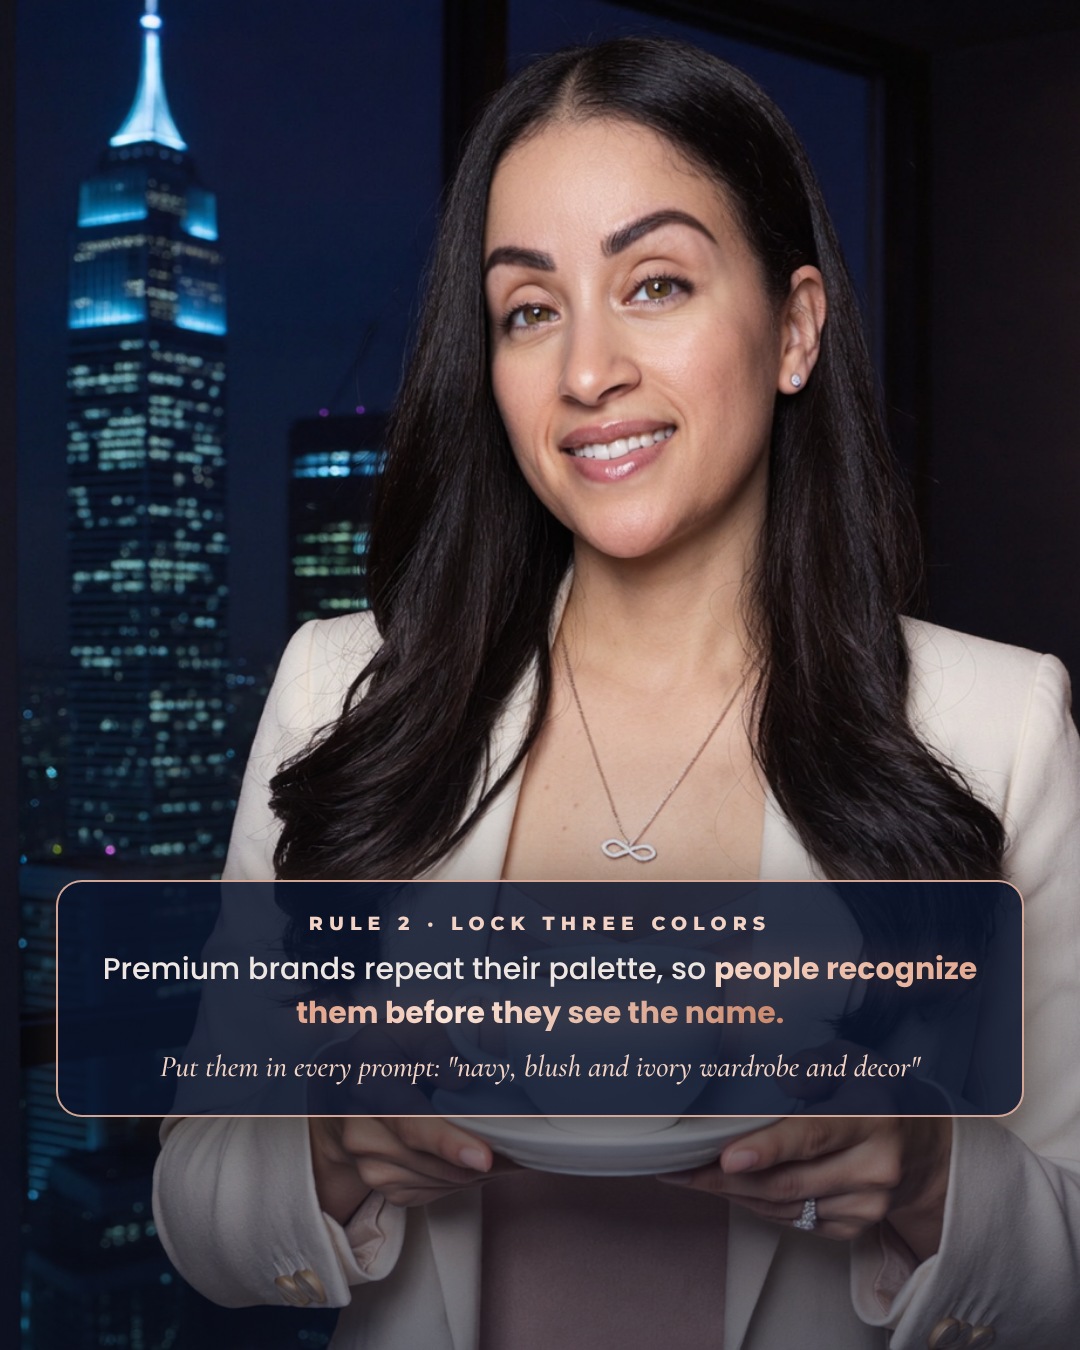 RULE 2 · LOCK THREE COLORS
Premium brands repeat their palette, so people recognize
them before they see the name.
Put them in every prompt: "navy, blush and ivory wardrobe and decor"